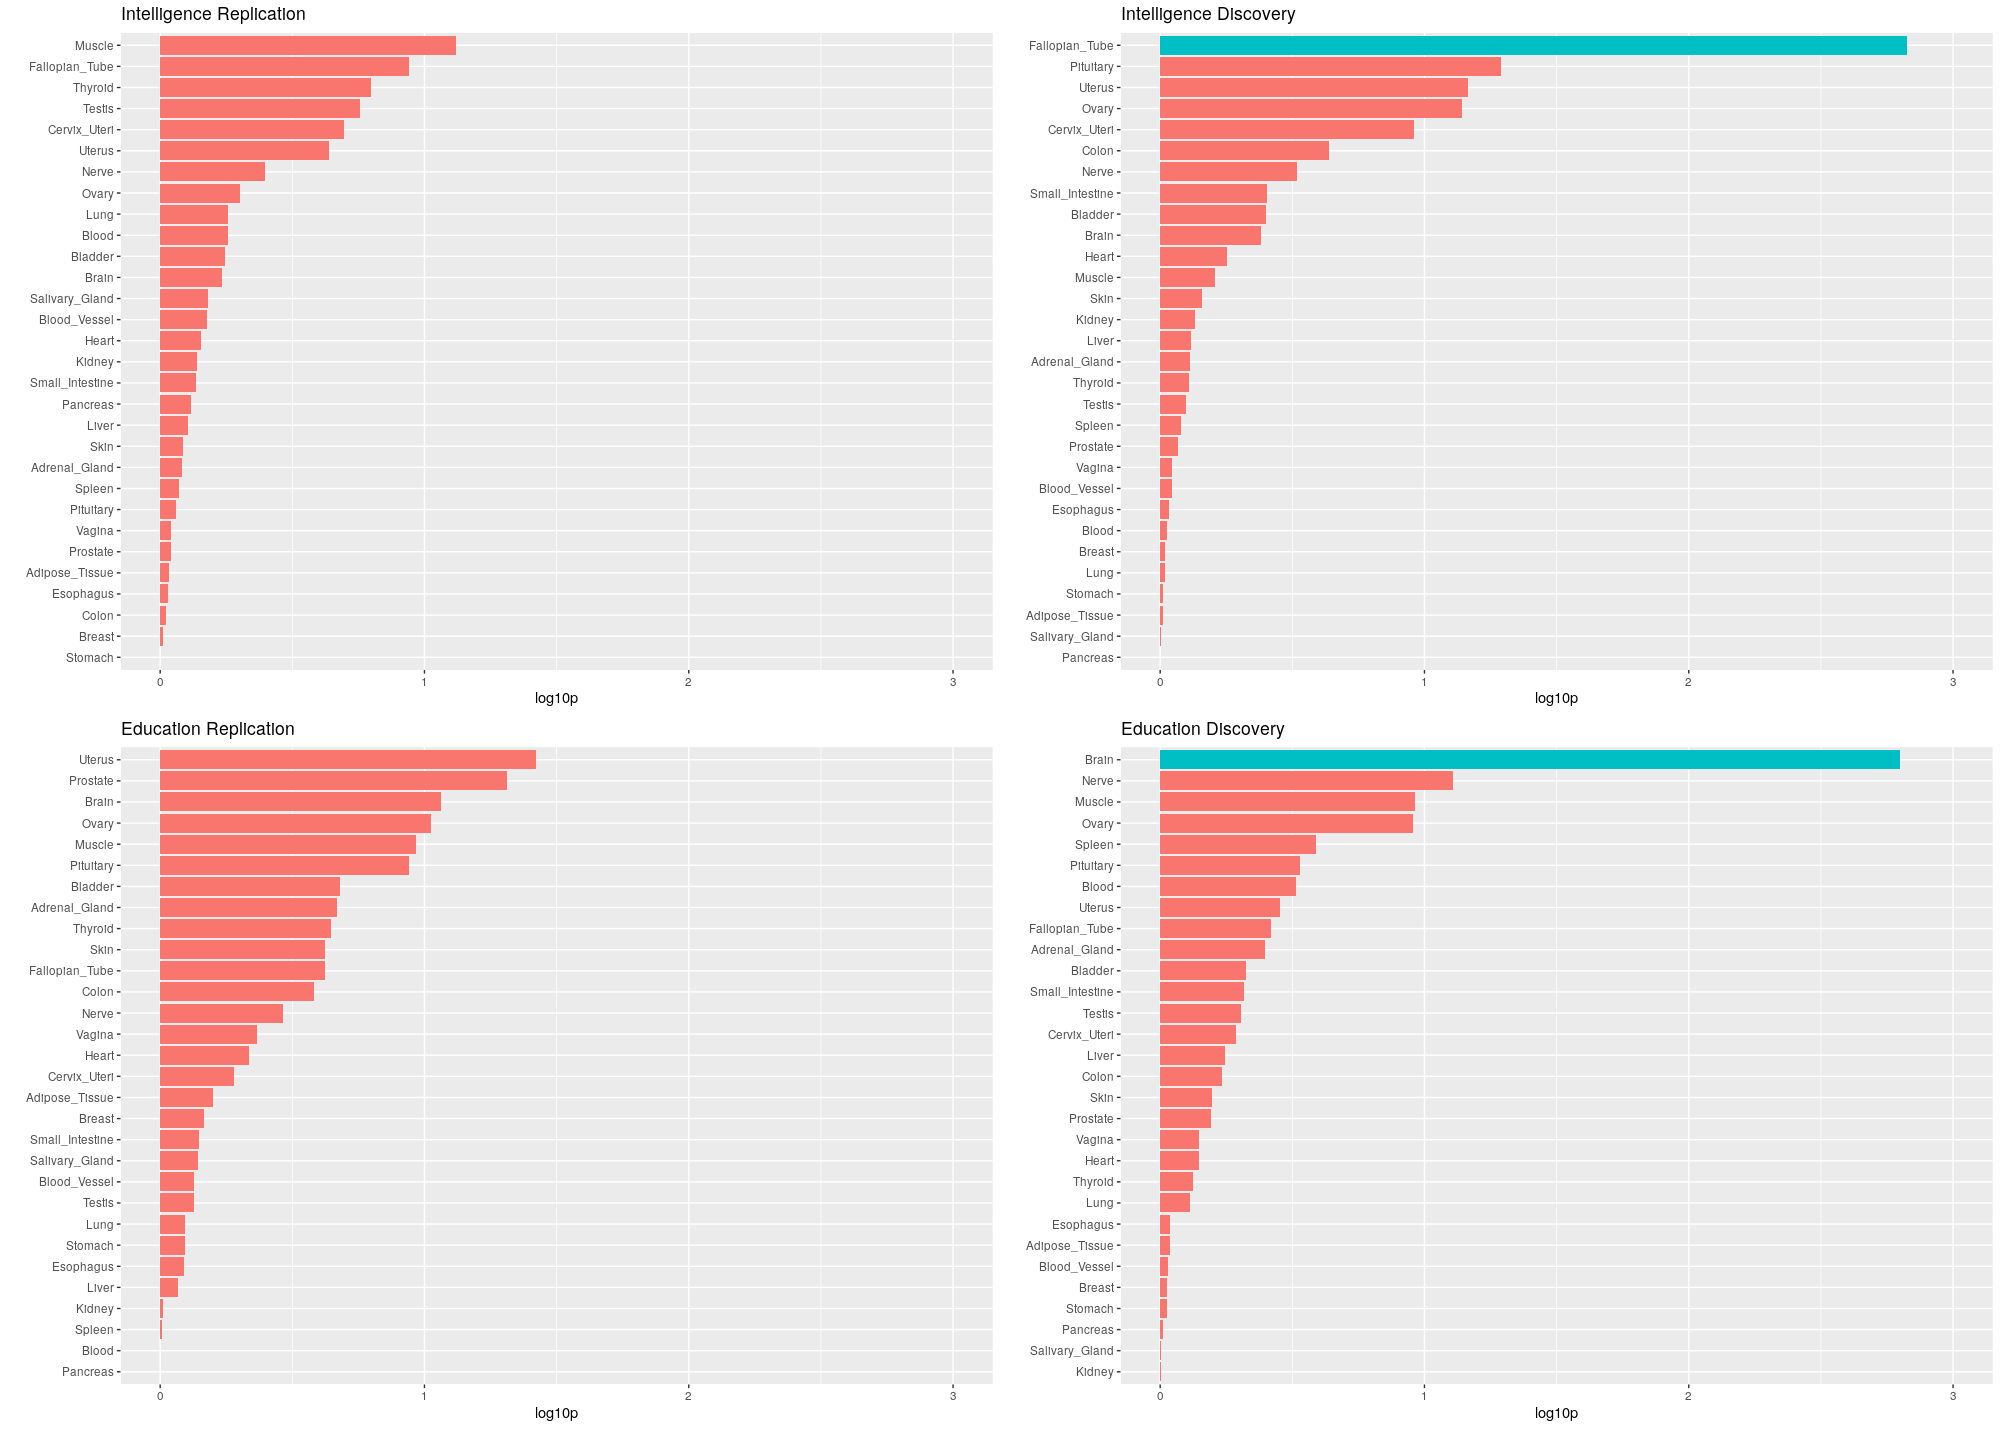 Intelligence Replication
Muscle
Fallopian_Tube
Thyroid
Testis
Cervix_Uteri
Uterus
Nerve
Ovary
Lung
Blood
Bladder
Brain
Salivary_Gland
Blood_Vessel
Heart
Kidney
Small_Intestine
Pancreas
Liver
Skin
Adrenal_Gland
Spleen
Pituitary
Vagina
Prostate
Adipose_Tissue
Esophagus
Colon
Breast
Stomach
0 1 2 3
log10p
Intelligence Discovery
Fallopian_Tube
Pituitary
Uterus
Ovary
Cervix_Uteri
Colon
Nerve
Small_Intestine
Bladder
Brain
Heart
Muscle
Skin
Kidney
Liver
Adrenal_Gland
Thyroid
Testis
Spleen
Prostate
Vagina
Blood_Vessel
Esophagus
Blood
Breast
Lung
Stomach
Adipose_Tissue
Salivary_Gland
Pancreas
0 1 2 3
log10p
Education Replication
Uterus
Prostate
Brain
Ovary
Muscle
Pituitary
Bladder
Adrenal_Gland
Thyroid
Skin
Fallopian_Tube
Colon
Nerve
Vagina
Heart
Cervix_Uteri
Adipose_Tissue
Breast
Small_Intestine
Salivary_Gland
Blood_Vessel
Testis
Lung
Stomach
Esophagus
Liver
Kidney
Spleen
Blood
Pancreas
0 1 2 3
log10p
Education Discovery
Brain
Nerve
Muscle
Ovary
Spleen
Pituitary
Blood
Uterus
Fallopian_Tube
Adrenal_Gland
Bladder
Small_Intestine
Testis
Cervix_Uteri
Liver
Colon
Skin
Prostate
Vagina
Heart
Thyroid
Lung
Esophagus
Adipose_Tissue
Blood_Vessel
Breast
Stomach
Pancreas
Salivary_Gland
Kidney
0 1 2 3
log10p